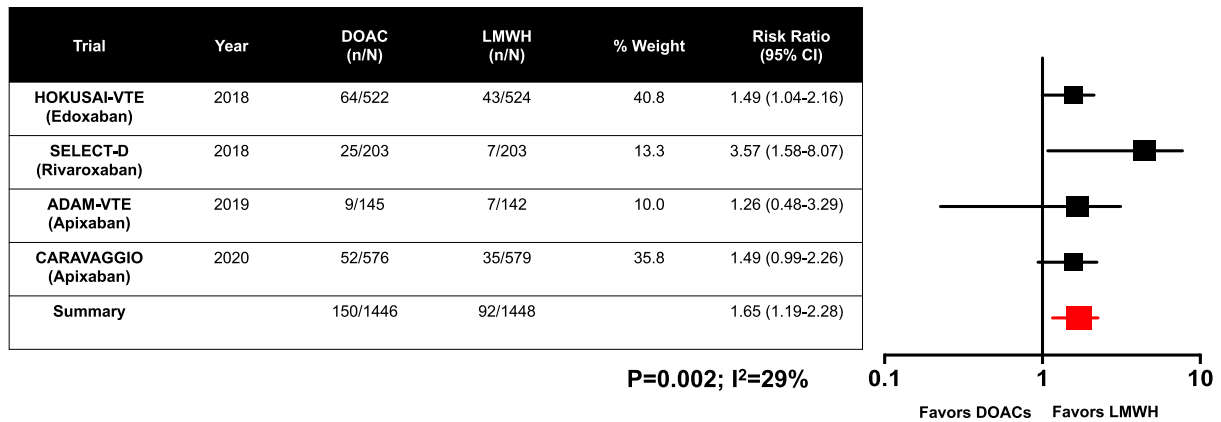 Trial Year DOAC (n/N) LMWH (n/N) % Weight Risk Ratio (95% CI)
HOKUSAI-VTE 2018 64/522 43/524 40.8 1.49 (1.04-2.16)
(Edoxaban)
SELECT-D 2018 25/203 7/203 13.3 3.57 (1.58-8.07)
(Rivaroxaban)
ADAM-VTE 2019 9/145 7/142 10.0 1.26 (0.48-3.29)
(Apixaban)
CARAVAGGIO 2020 52/576 35/579 35.8 1.49 (0.99-2.26)
(Apixaban)
Summary 150/1446 92/1448 1.65 (1.19-2.28)
P=0.002; I²=29%
0.1 1 10
Favors DOACs Favors LMWH